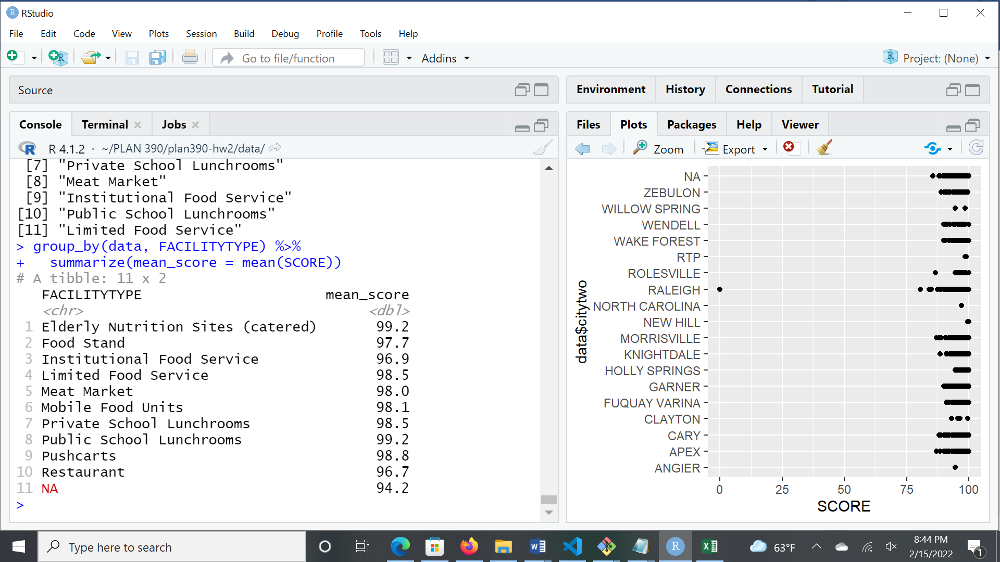 RStudio
File Edit Code View Plots Session Build Debug Profile Tools Help
Go to file/function
Addins
Project: (None)
Source
Console Terminal Jobs
R 4.1.2 · ~/PLAN 390/plan390-hw2/data/
[7] "Private School Lunchrooms"
[8] "Meat Market"
[9] "Institutional Food Service"
[10] "Public School Lunchrooms"
[11] "Limited Food Service"
> group_by(data, FACILITYTYPE) %>%
+   summarize(mean_score = mean(SCORE))
# A tibble: 11 x 2
FACILITYTYPE mean_score
<chr> <dbl>
1 Elderly Nutrition Sites (catered) 99.2
2 Food Stand 97.7
3 Institutional Food Service 96.9
4 Limited Food Service 98.5
5 Meat Market 98.0
6 Mobile Food Units 98.1
7 Private School Lunchrooms 98.5
8 Public School Lunchrooms 99.2
9 Pushcarts 98.8
10 Restaurant 96.7
11 NA 94.2
>
Environment History Connections Tutorial
Files Plots Packages Help Viewer
Zoom Export
data$citytwo
NA
ZEBULON
WILLOW SPRING
WENDELL
WAKE FOREST
RTP
ROLESVILLE
RALEIGH
NORTH CAROLINA
NEW HILL
MORRISVILLE
KNIGHTDALE
HOLLY SPRINGS
GARNER
FUQUAY VARINA
CLAYTON
CARY
APEX
ANGIER
0 25 50 75 100
SCORE
Type here to search
63°F
8:44 PM
2/15/2022
1